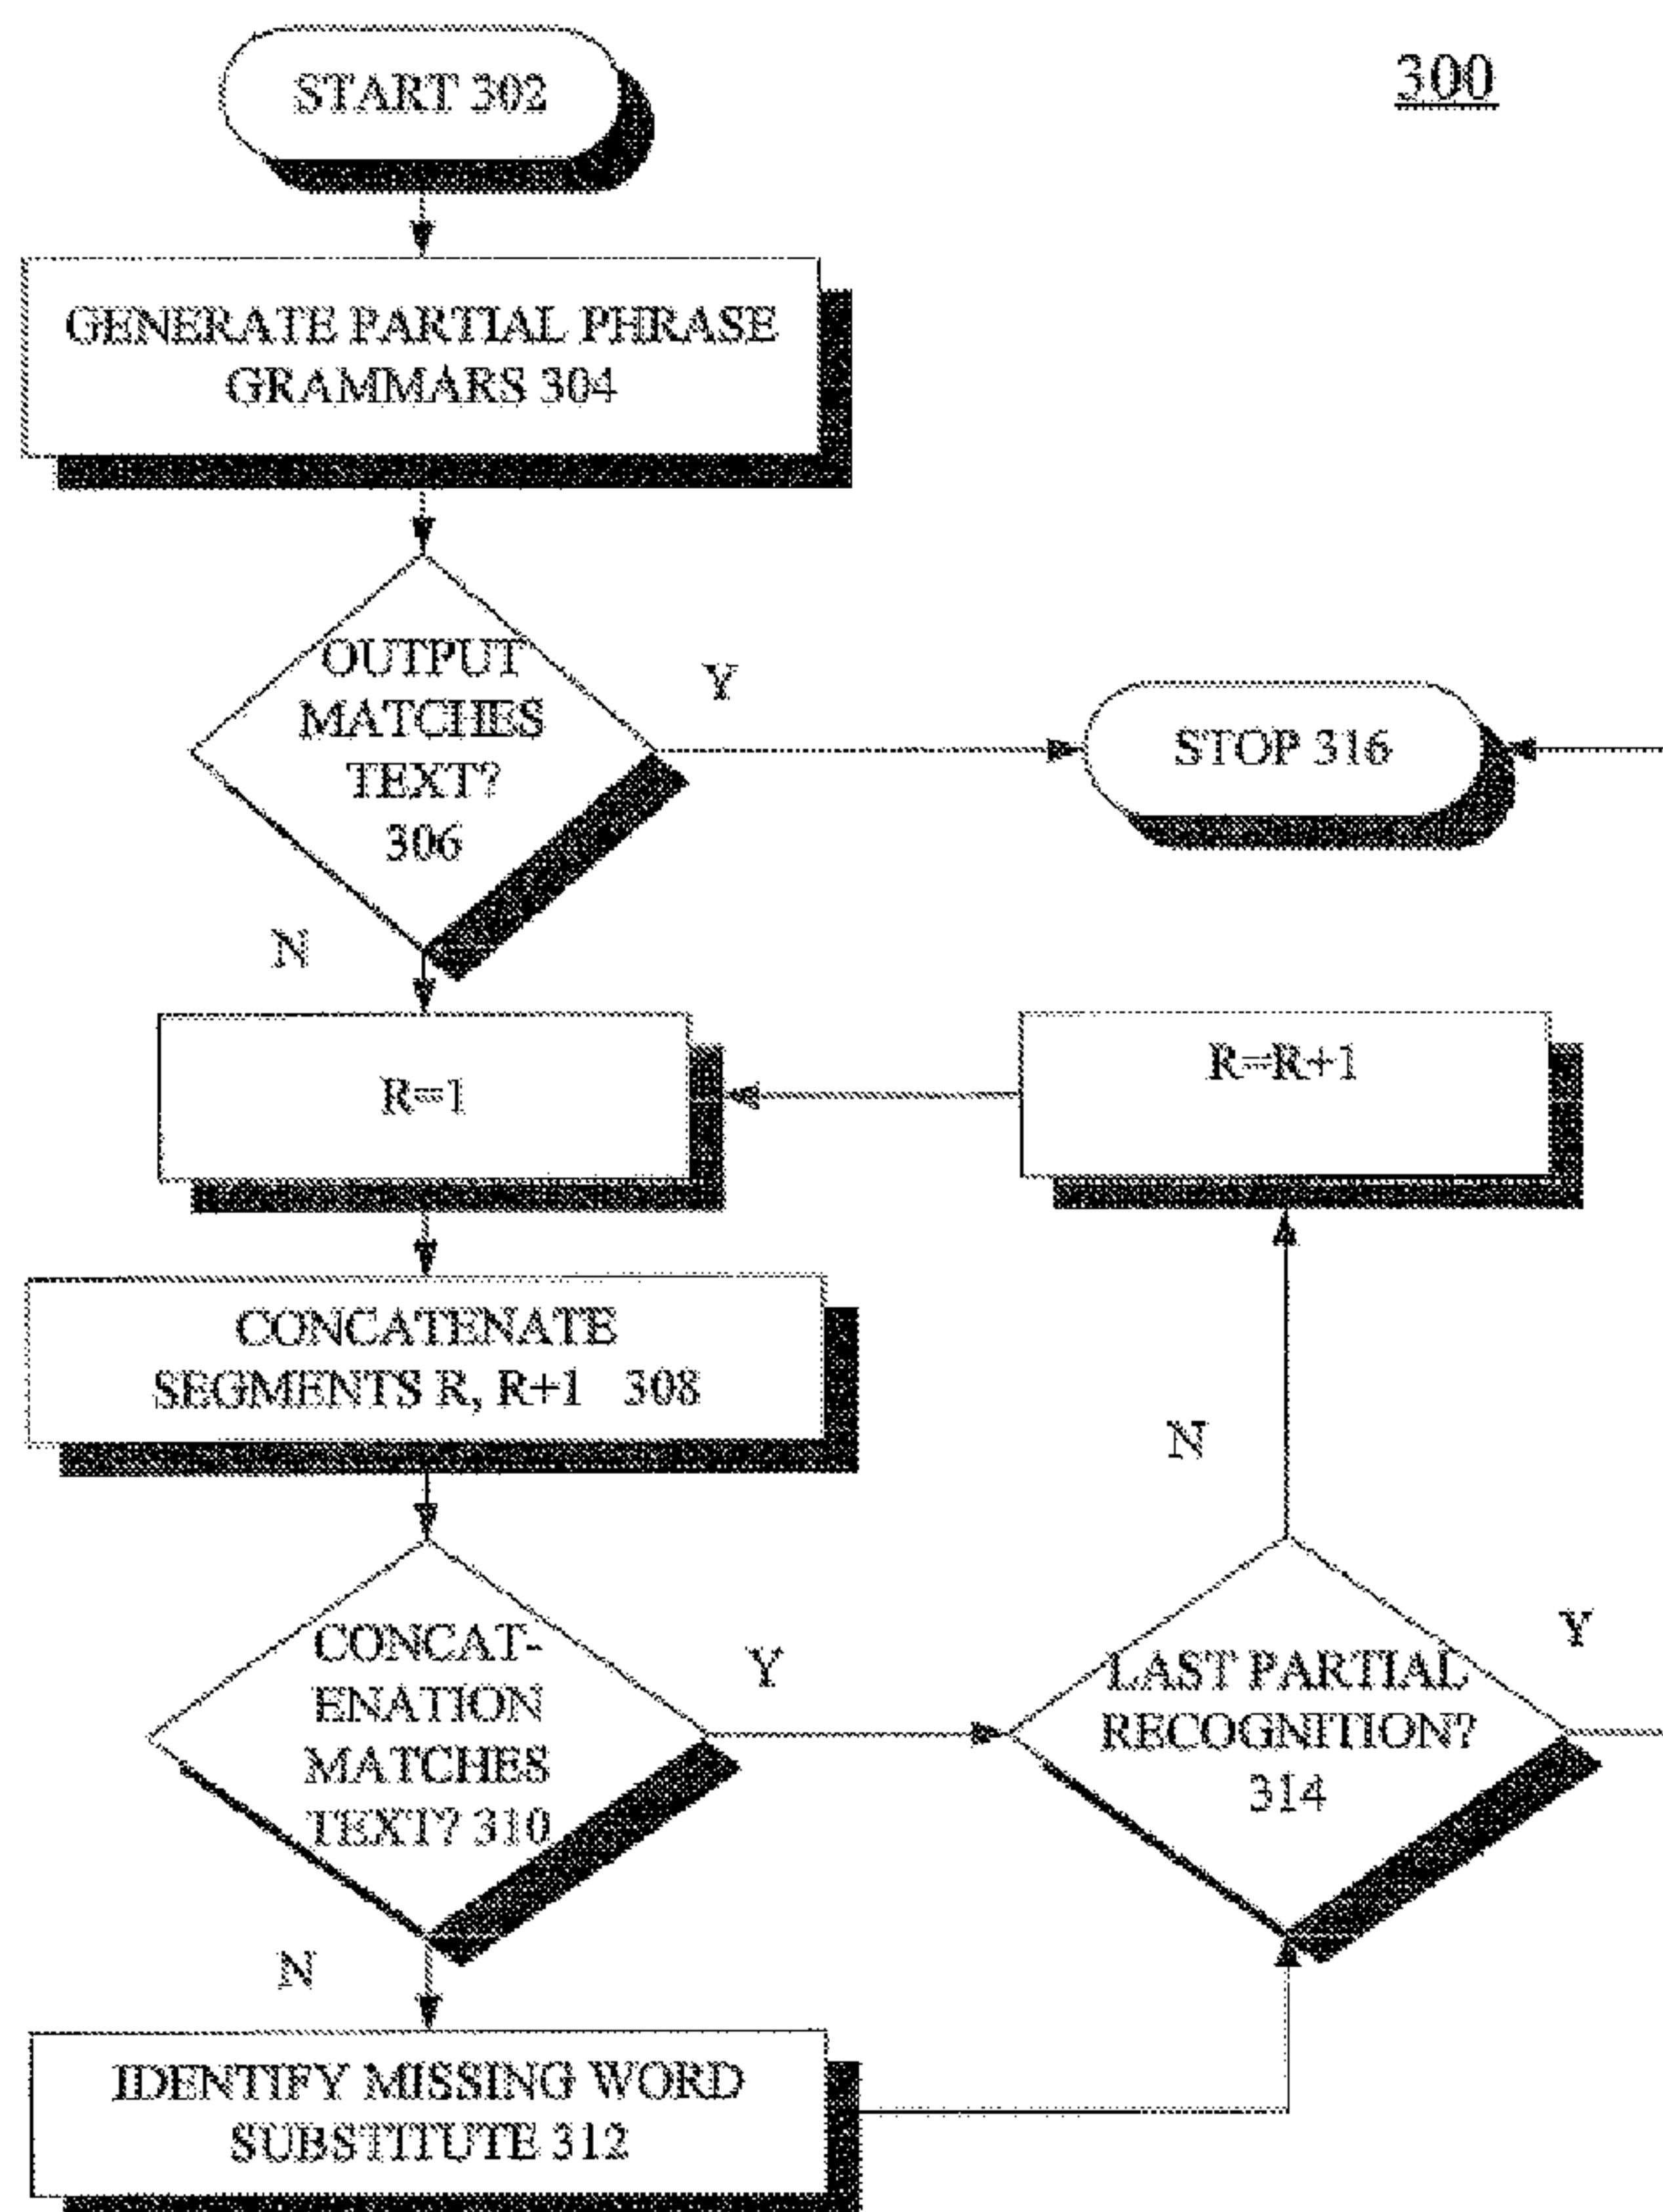 START 302
300
GENERATE PARTIAL PHRASE
GRAMMARS 304
OUTPUT
MATCHES
TEXT?
306
Y
STOP 316
N
R=1
R=R+1
CONCATENATE
SEGMENTS R, R+1 308
N
CONCAT-
ENATION
MATCHES
TEXT? 310
Y
LAST PARTIAL
RECOGNITION?
314
Y
N
IDENTIFY MISSING WORD
SUBSTITUTE 312